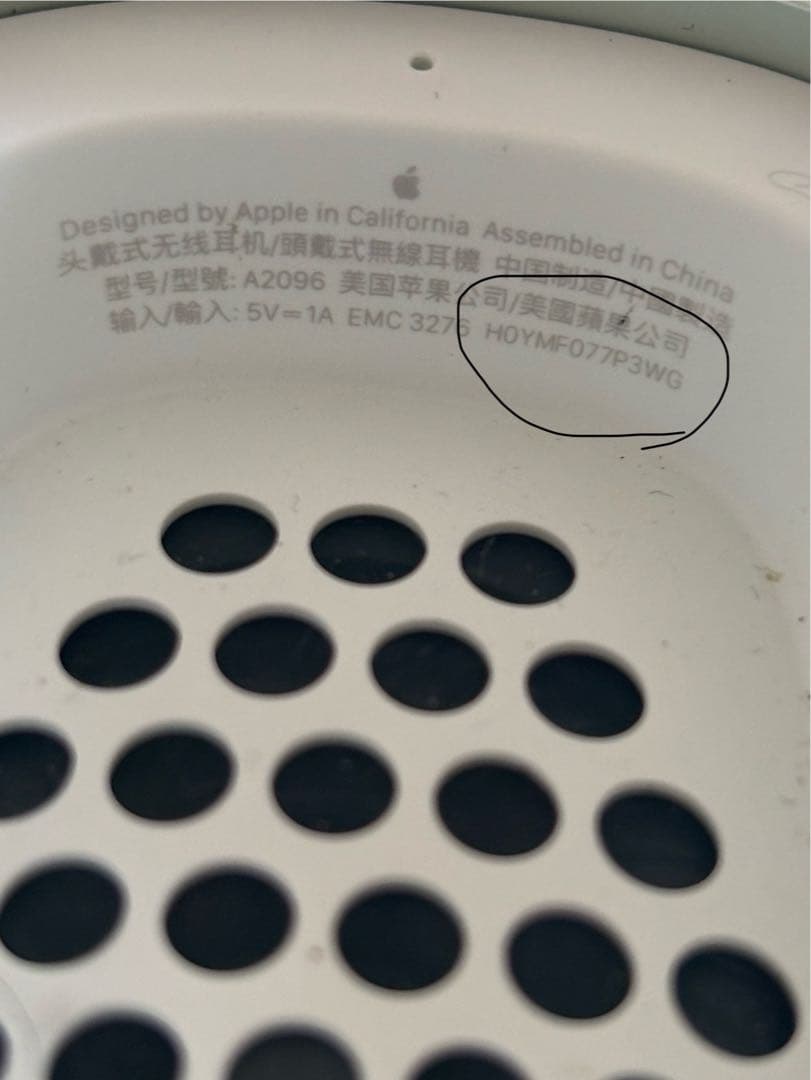 Designed by Apple in California Assembled in China
头戴式无线耳机/頭戴式無線耳機 中国制造/中國製造
型号/型號: A2096 美国苹果公司/美國蘋果公司
输入/輸入: 5V⎓1A EMC 3276 H0YMF077P3WG